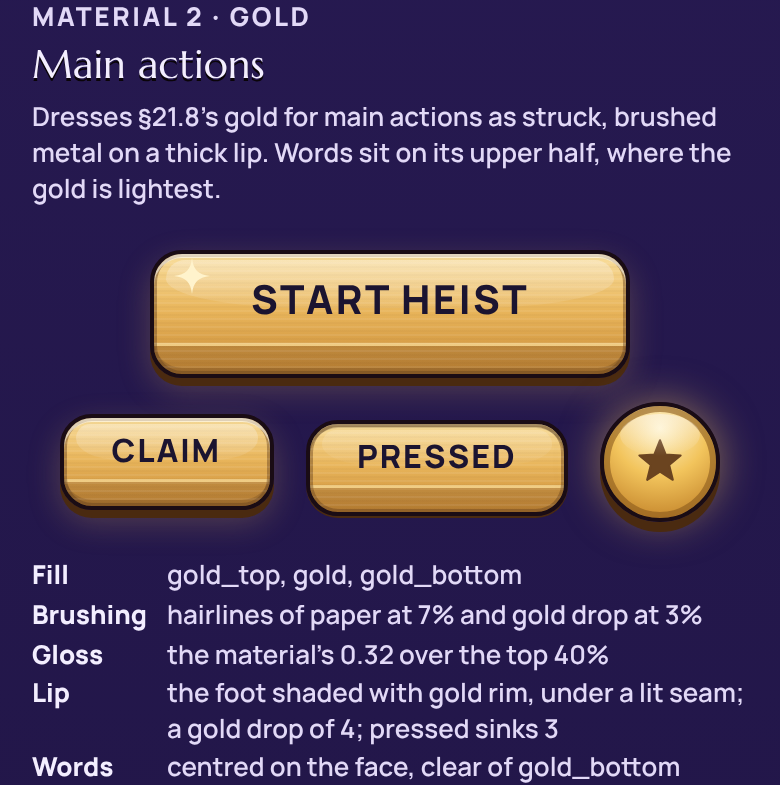 MATERIAL 2 · GOLD
Main actions
Dresses §21.8’s gold for main actions as struck, brushed
metal on a thick lip. Words sit on its upper half, where the
gold is lightest.
START HEIST
CLAIM
PRESSED
Fill gold_top, gold, gold_bottom
Brushing hairlines of paper at 7% and gold drop at 3%
Gloss the material’s 0.32 over the top 40%
Lip the foot shaded with gold rim, under a lit seam;
a gold drop of 4; pressed sinks 3
Words centred on the face, clear of gold_bottom